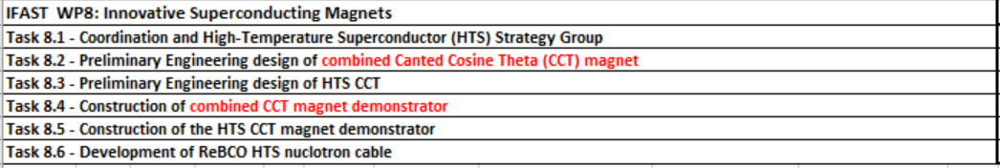 IFAST WP8: Innovative Superconducting Magnets
Task 8.1 - Coordination and High-Temperature Superconductor (HTS) Strategy Group
Task 8.2 - Preliminary Engineering design of combined Canted Cosine Theta (CCT) magnet
Task 8.3 - Preliminary Engineering design of HTS CCT
Task 8.4 - Construction of combined CCT magnet demonstrator
Task 8.5 - Construction of the HTS CCT magnet demonstrator
Task 8.6 - Development of ReBCO HTS nuclotron cable